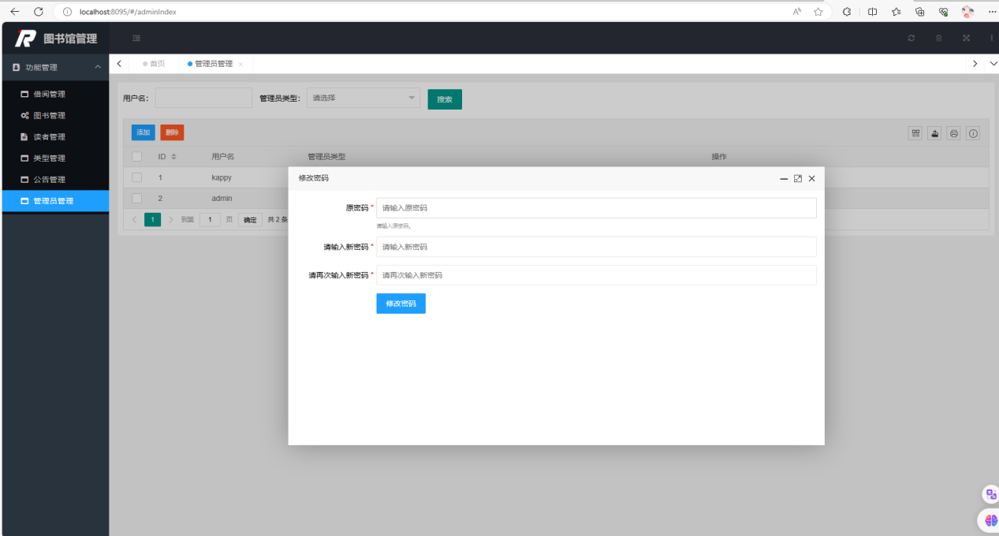 localhost:8095/#/adminIndex
图书馆管理
功能管理
借阅管理
图书管理
读者管理
类型管理
公告管理
管理员管理
首页
管理员管理
用户名：
管理员类型：
请选择
搜索
添加
删除
ID
用户名
管理员类型
操作
1
kappy
2
admin
1
到第
1
页
确定
共 2 条
修改密码
原密码 *
请输入原密码
请输入原密码。
请输入新密码 *
请输入新密码
请再次输入新密码 *
请再次输入新密码
修改密码